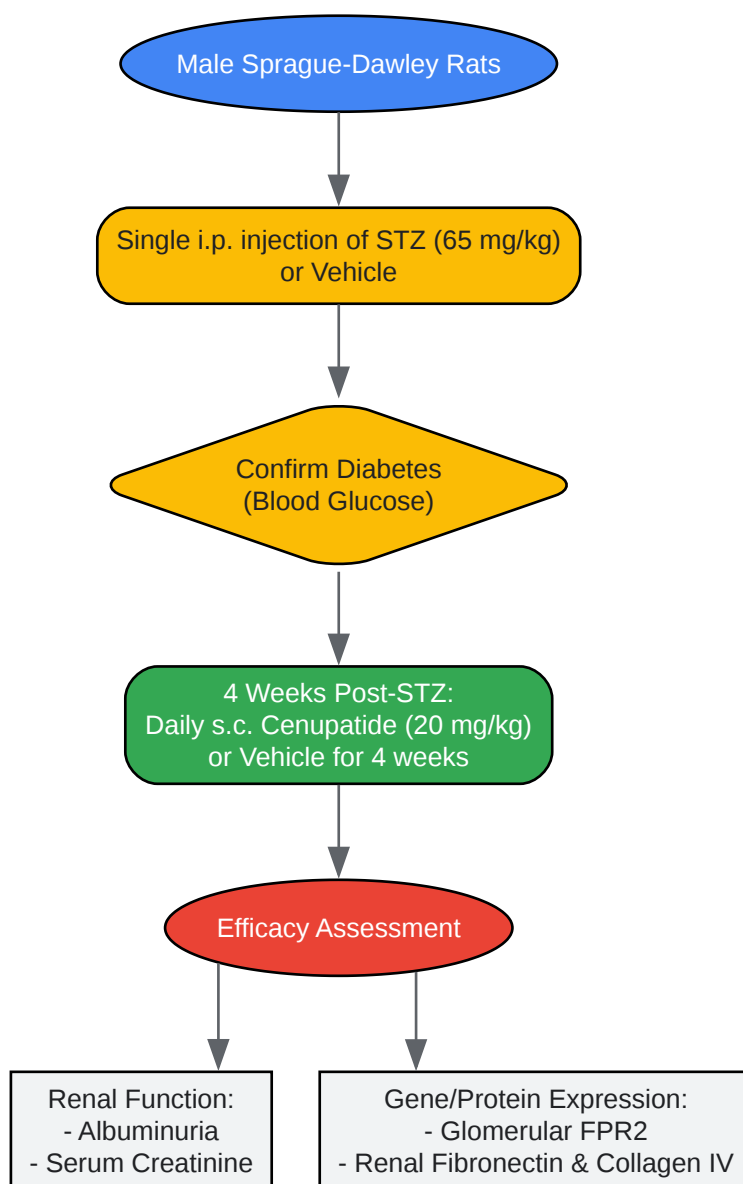 Male Sprague-Dawley Rats
Single i.p. injection of STZ (65 mg/kg)
or Vehicle
Confirm Diabetes
(Blood Glucose)
4 Weeks Post-STZ:
Daily s.c. Cenupatide (20 mg/kg)
or Vehicle for 4 weeks
Efficacy Assessment
Renal Function:
- Albuminuria
- Serum Creatinine
Gene/Protein Expression:
- Glomerular FPR2
- Renal Fibronectin & Collagen IV